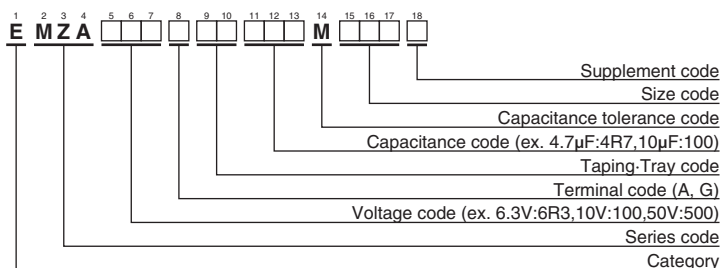 1 2 3 4 5 6 7 8 9 10 11 12 13 14 15 16 17 18
E MZA □□□ □ □□ □□□ M □□□ □
Supplement code
Size code
Capacitance tolerance code
Capacitance code (ex. 4.7µF:4R7,10µF:100)
Taping·Tray code
Terminal code (A, G)
Voltage code (ex. 6.3V:6R3,10V:100,50V:500)
Series code
Category